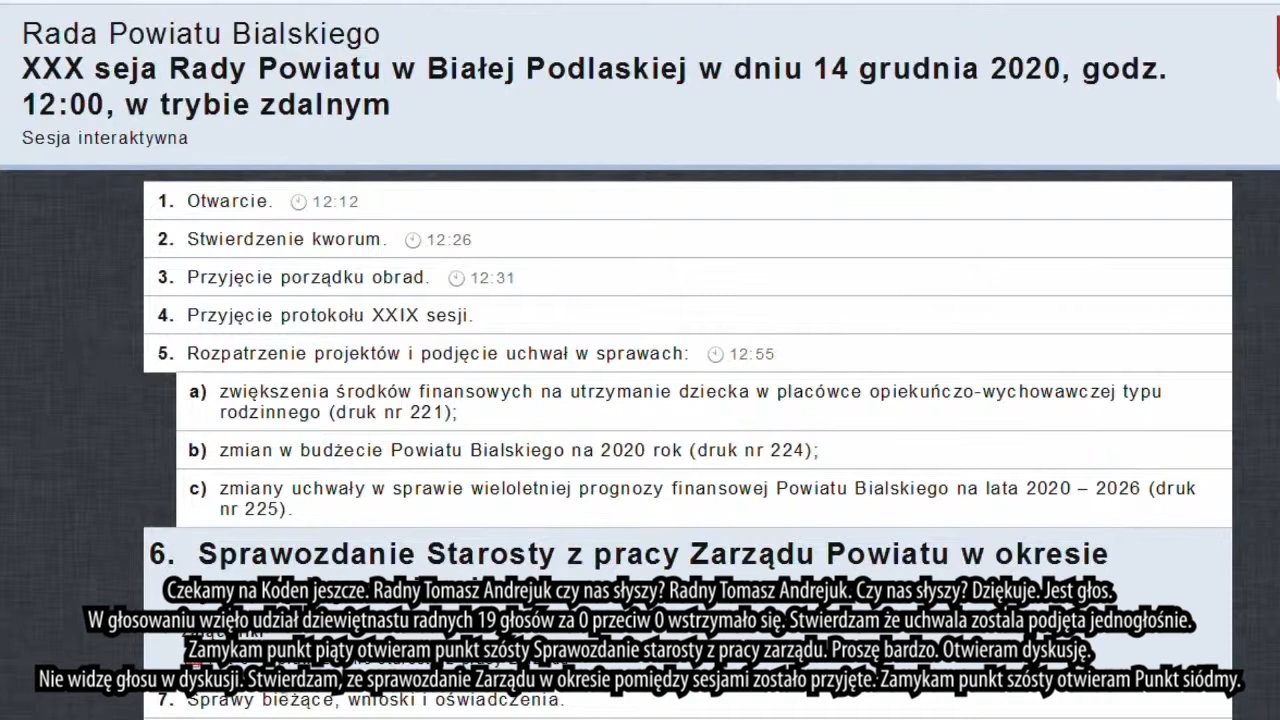 Rada Powiatu Bialskiego
XXX seja Rady Powiatu w Białej Podlaskiej w dniu 14 grudnia 2020, godz.
12:00, w trybie zdalnym
Sesja interaktywna
1. Otwarcie. 12:12
2. Stwierdzenie kworum. 12:26
3. Przyjęcie porządku obrad. 12:31
4. Przyjęcie protokołu XXIX sesji.
5. Rozpatrzenie projektów i podjęcie uchwał w sprawach: 12:55
a) zwiększenia środków finansowych na utrzymanie dziecka w placówce opiekuńczo-wychowawczej typu
rodzinnego (druk nr 221);
b) zmian w budżecie Powiatu Bialskiego na 2020 rok (druk nr 224);
c) zmiany uchwały w sprawie wieloletniej prognozy finansowej Powiatu Bialskiego na lata 2020 – 2026 (druk
nr 225).
6. Sprawozdanie Starosty z pracy Zarządu Powiatu w okresie
Czekamy na Koden jeszcze. Radny Tomasz Andrejuk czy nas słyszy? Radny Tomasz Andrejuk. Czy nas słyszy? Dziękuje. Jest głos.
W głosowaniu wzięło udział dziewiętnastu radnych 19 głosów za 0 przeciw 0 wstrzymało się. Stwierdzam że uchwala zostala podjęta jednogłośnie.
Zamykam punkt piąty otwieram punkt szósty Sprawozdanie starosty z pracy zarządu. Proszę bardzo. Otwieram dyskusję.
Nie widzę głosu w dyskusji. Stwierdzam, ze sprawozdanie Zarządu w okresie pomiędzy sesjami zostało przyjęte. Zamykam punkt szósty otwieram Punkt siódmy.
7. Sprawy bieżące, wnioski i oświadczenia.